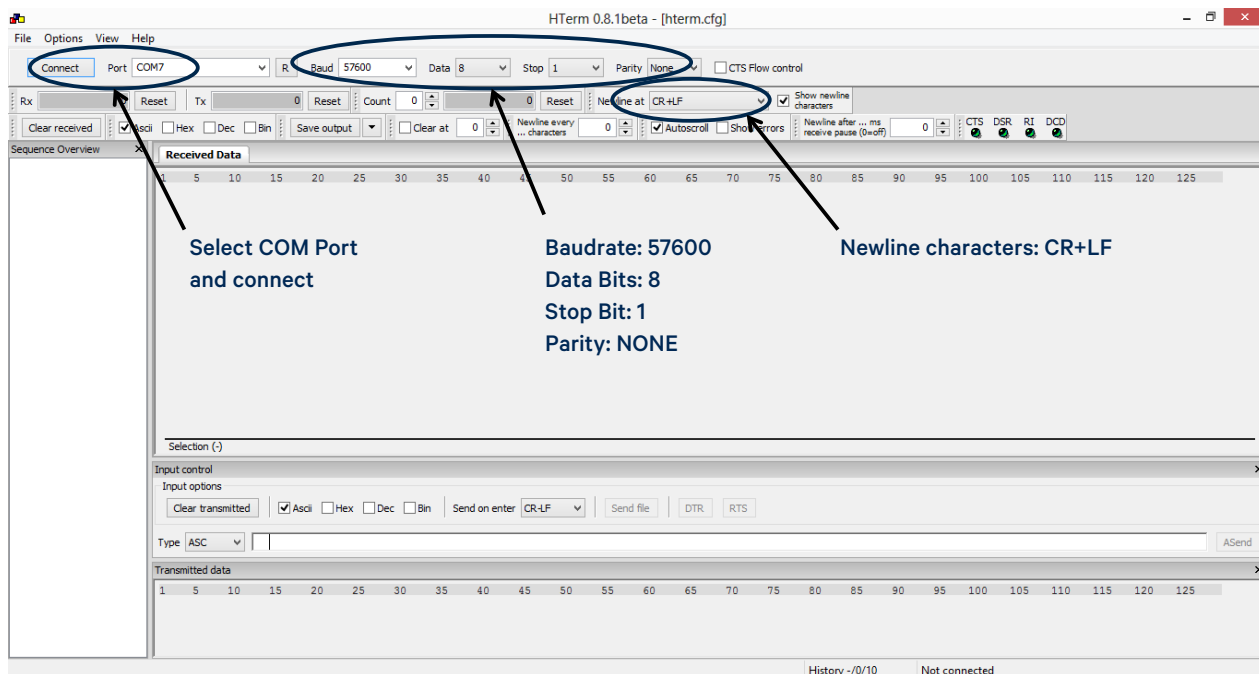 HTerm 0.8.1beta - [hterm.cfg]
File Options View Help
Connect Port COM7 R Baud 57600 Data 8 Stop 1 Parity None CTS Flow control
Rx Reset Tx 0 Reset Count 0 0 Reset Newline at CR+LF Show newline characters
Clear received Ascii Hex Dec Bin Save output Clear at 0 Newline every ... characters 0 Autoscroll Show errors Newline after ... ms receive pause (0=off) 0 CTS DSR RI DCD
Sequence Overview X Received Data
1 5 10 15 20 25 30 35 40 45 50 55 60 65 70 75 80 85 90 95 100 105 110 115 120 125
Select COM Port
and connect
Baudrate: 57600
Data Bits: 8
Stop Bit: 1
Parity: NONE
Newline characters: CR+LF
Selection (-)
Input control
Input options
Clear transmitted Ascii Hex Dec Bin Send on enter CR-LF Send file DTR RTS
Type ASC ASend
Transmitted data
1 5 10 15 20 25 30 35 40 45 50 55 60 65 70 75 80 85 90 95 100 105 110 115 120 125
History -/0/10 Not connected